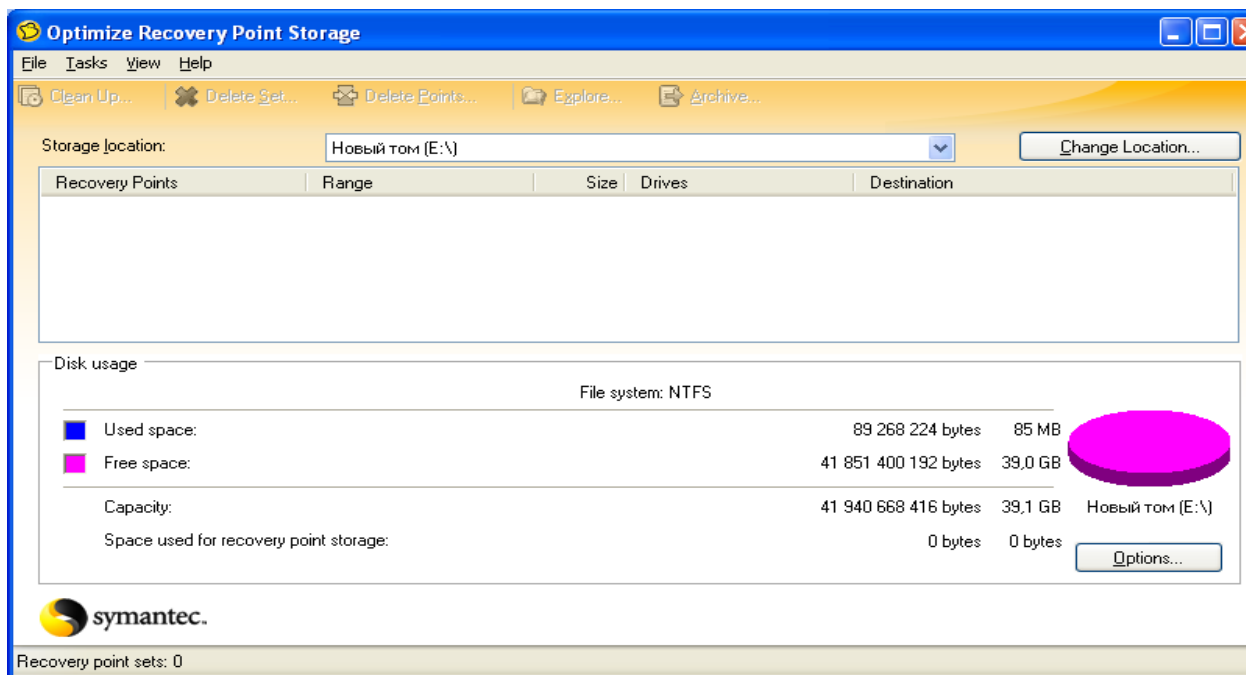 Optimize Recovery Point Storage
File Tasks View Help
Clean Up... Delete Set... Delete Points... Explore... Archive...
Storage location: Новый том (E:\) Change Location...
Recovery Points Range Size Drives Destination
Disk usage
File system: NTFS
Used space: 89 268 224 bytes 85 MB
Free space: 41 851 400 192 bytes 39,0 GB
Capacity: 41 940 668 416 bytes 39,1 GB Новый том (E:\)
Space used for recovery point storage: 0 bytes 0 bytes
Options...
symantec.
Recovery point sets: 0